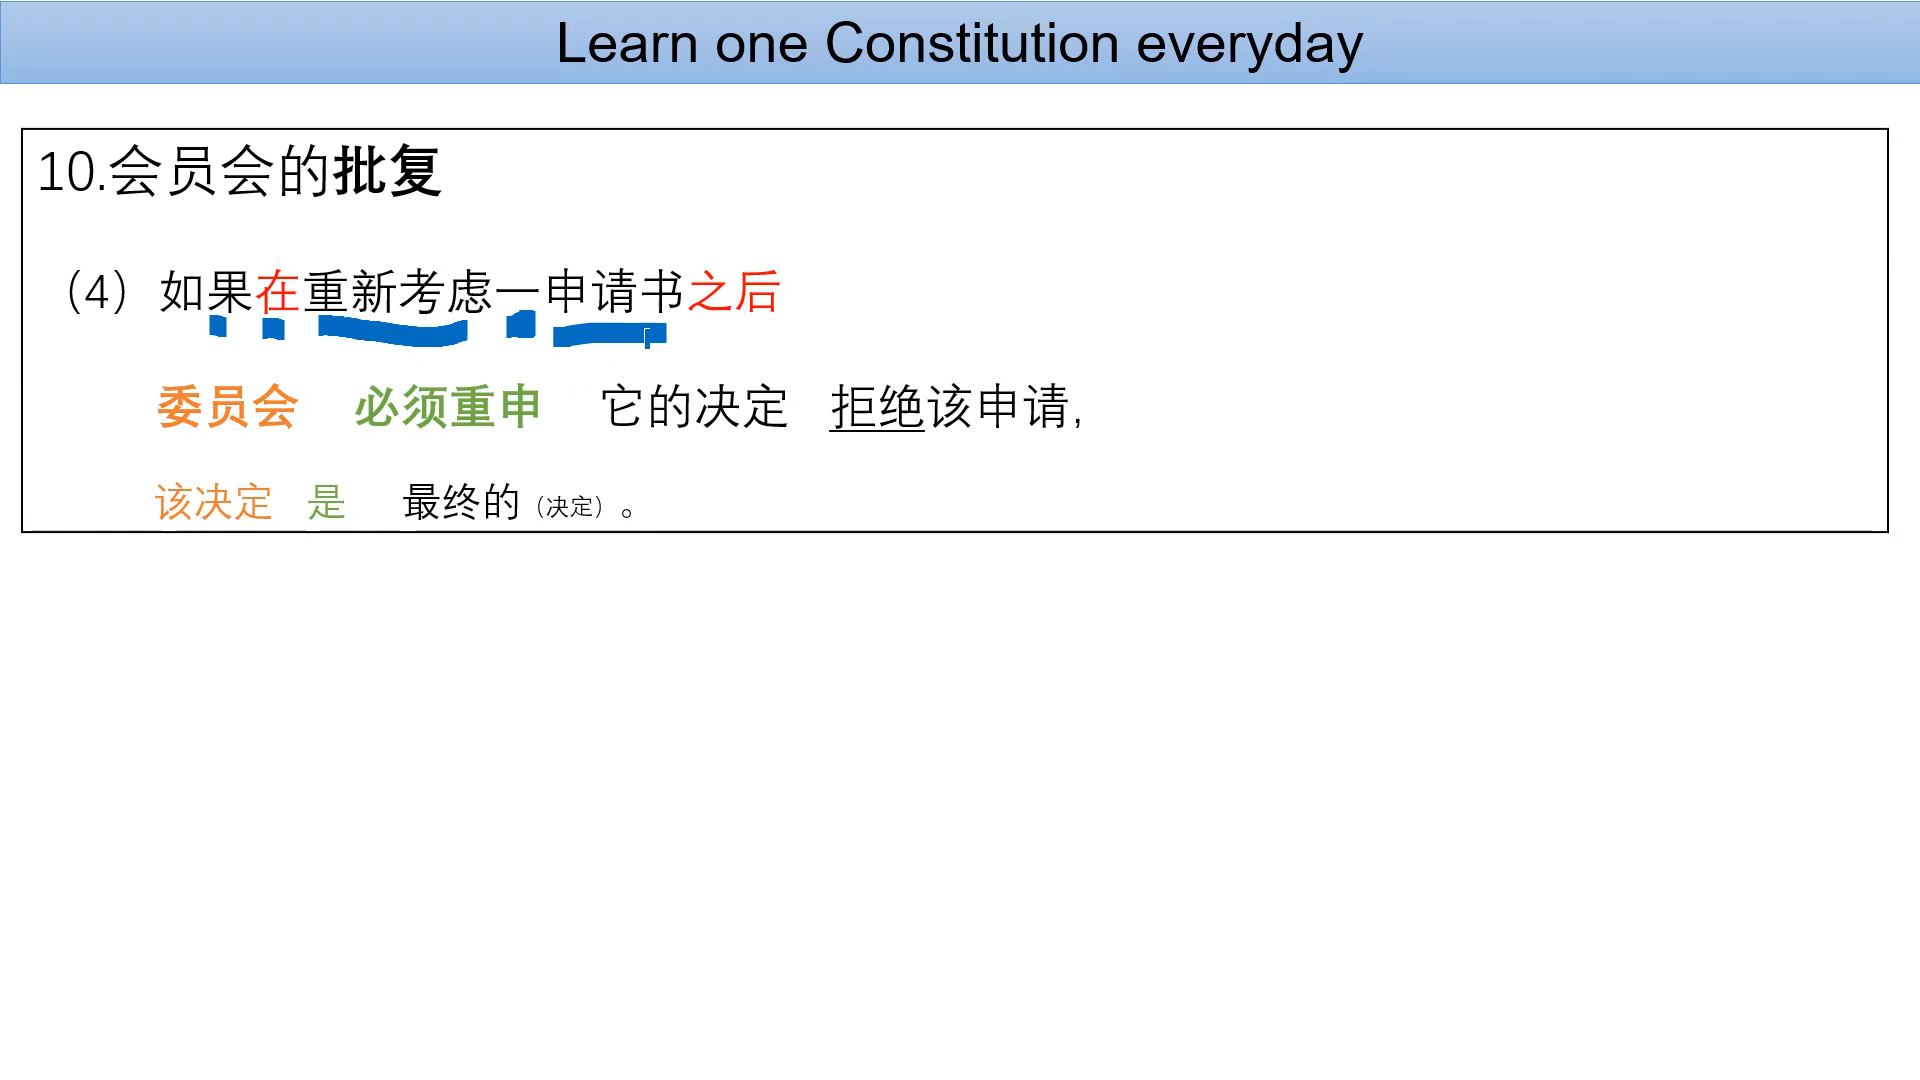 Learn one Constitution everyday
10.会员会的批复
（4）如果在重新考虑一申请书之后
委员会 必须重申 它的决定 拒绝该申请,
该决定 是 最终的（决定）。